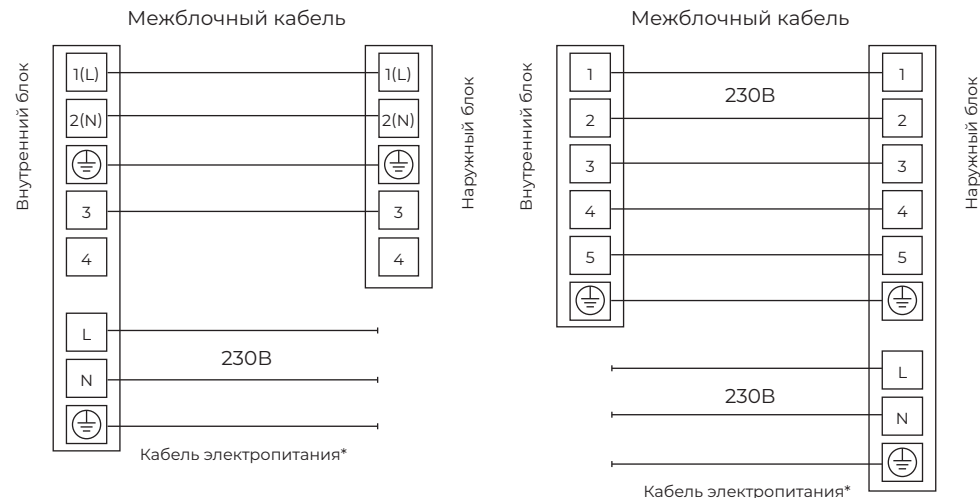 Межблочный кабель
Внутренний блок
Наружный блок
1(L)
1(L)
2(N)
2(N)
3
3
4
4
L
230В
N
Кабель электропитания*
Межблочный кабель
Внутренний блок
Наружный блок
1
1
230В
2
2
3
3
4
4
5
5
L
230В
N
Кабель электропитания*